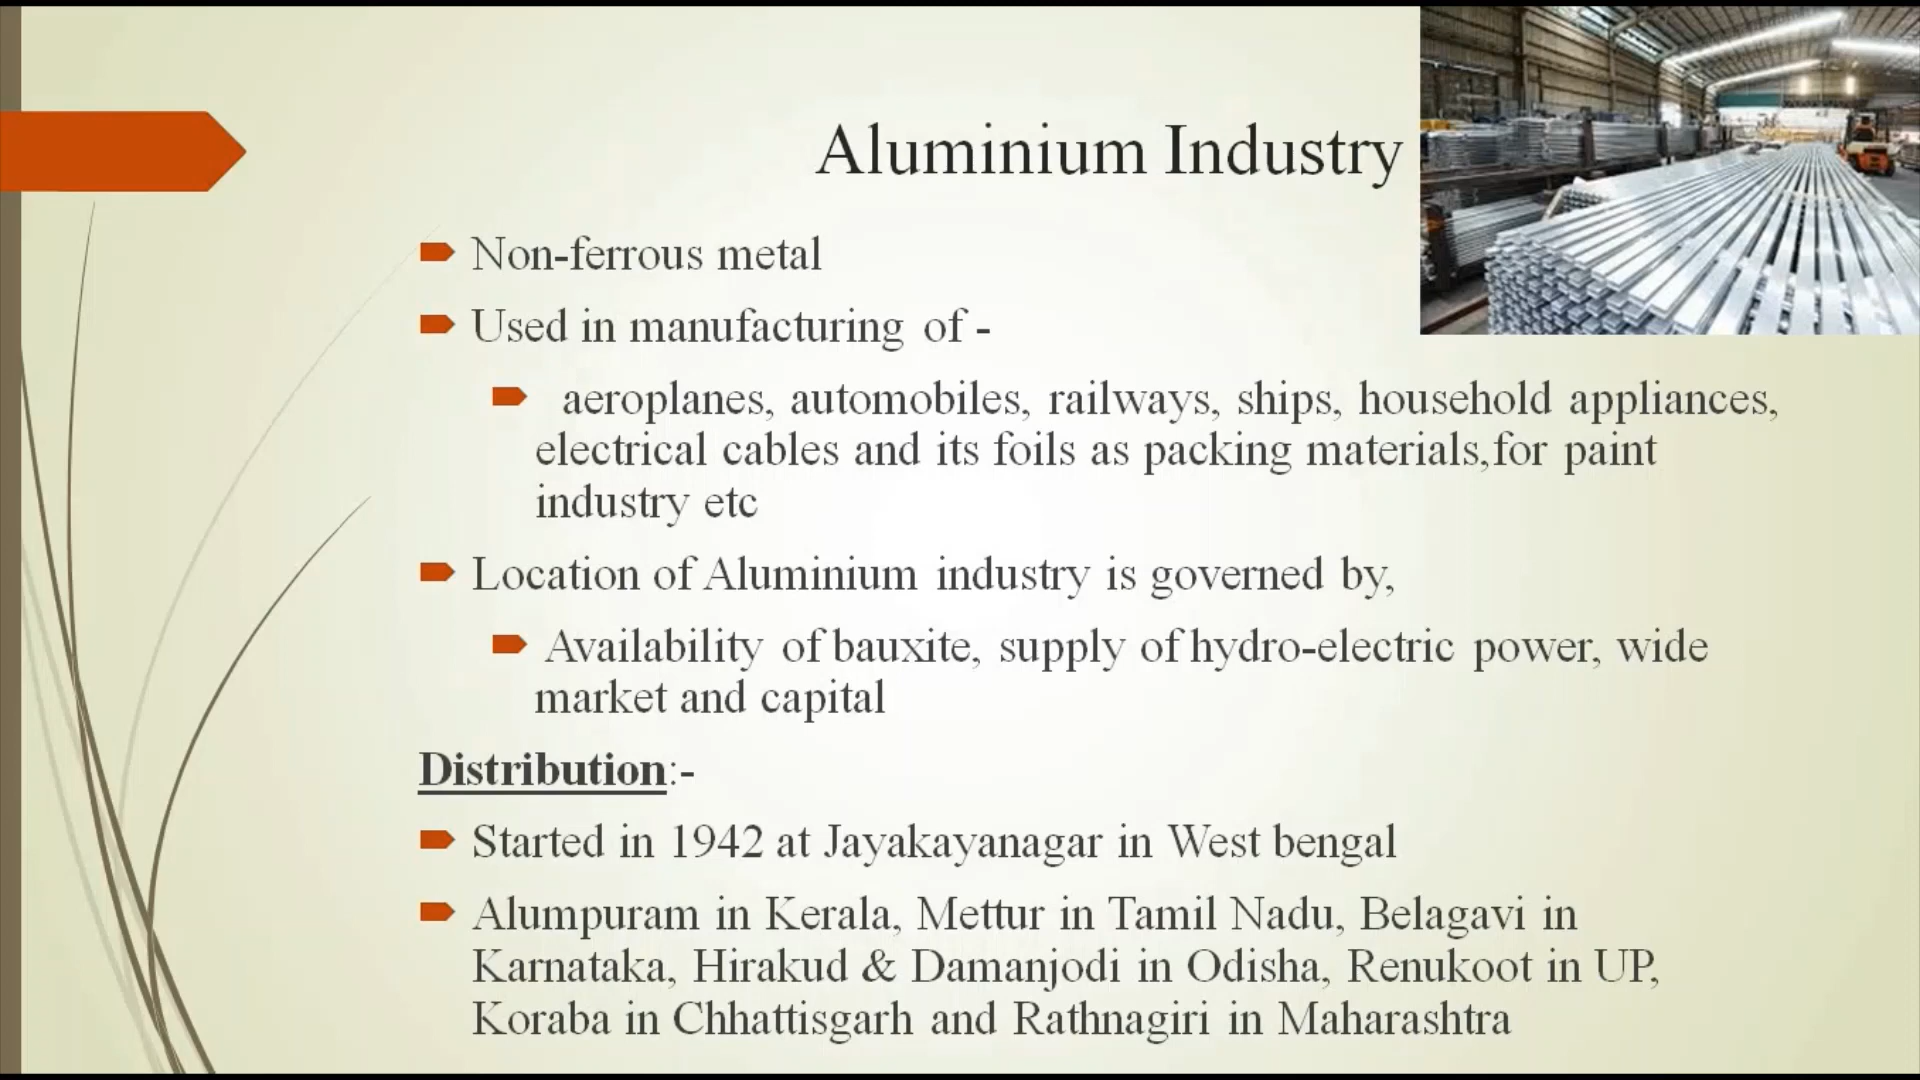 Aluminium Industry
Non-ferrous metal
Used in manufacturing of -
aeroplanes, automobiles, railways, ships, household appliances,
electrical cables and its foils as packing materials,for paint
industry etc
Location of Aluminium industry is governed by,
Availability of bauxite, supply of hydro-electric power, wide
market and capital
Distribution:-
Started in 1942 at Jayakayanagar in West bengal
Alumpuram in Kerala, Mettur in Tamil Nadu, Belagavi in
Karnataka, Hirakud & Damanjodi in Odisha, Renukoot in UP,
Koraba in Chhattisgarh and Rathnagiri in Maharashtra